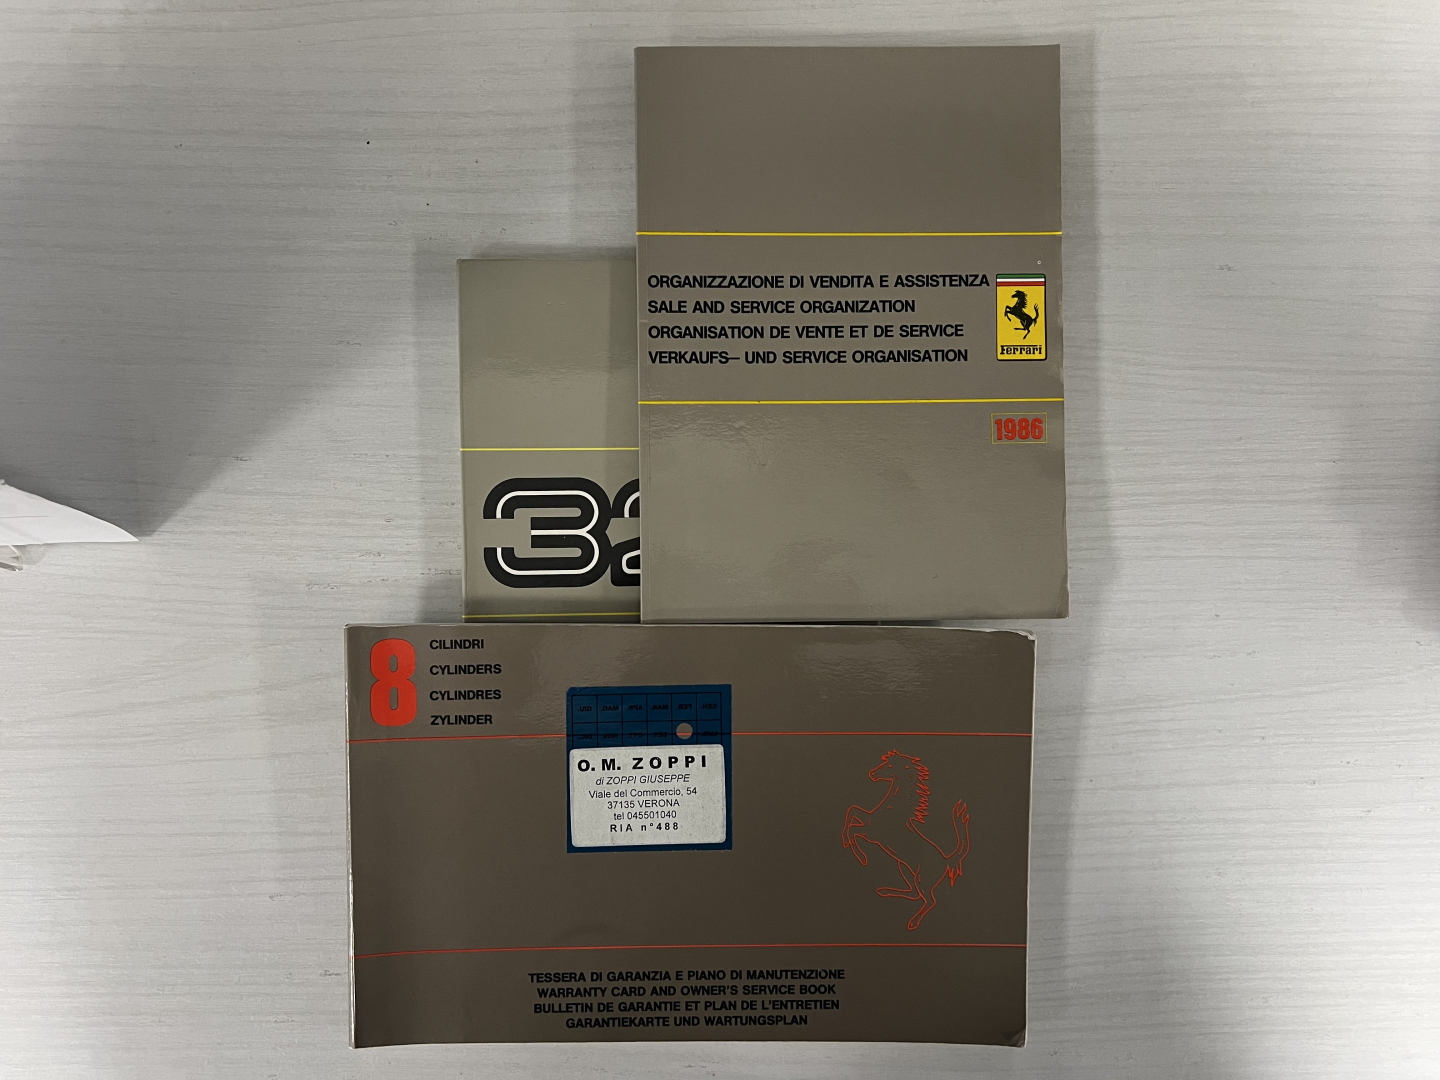 ORGANIZZAZIONE DI VENDITA E ASSISTENZA
SALE AND SERVICE ORGANIZATION
ORGANISATION DE VENTE ET DE SERVICE
VERKAUFS— UND SERVICE ORGANISATION
Ferrari
1986
32
8
CILINDRI
CYLINDERS
CYLINDRES
ZYLINDER
O. M. ZOPPI
di ZOPPI GIUSEPPE
Viale del Commercio, 54
37135 VERONA
tel 045501040
RIA n°488
TESSERA DI GARANZIA E PIANO DI MANUTENZIONE
WARRANTY CARD AND OWNER'S SERVICE BOOK
BULLETIN DE GARANTIE ET PLAN DE L'ENTRETIEN
GARANTIEKARTE UND WARTUNGSPLAN